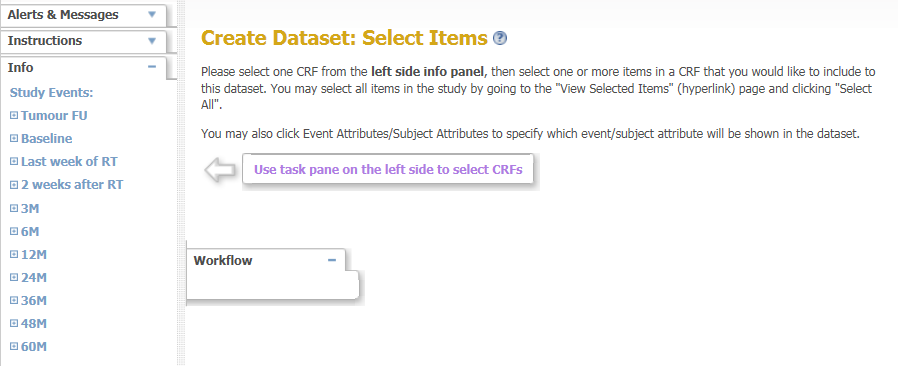 Alerts & Messages
Instructions
Info
Study Events:
Tumour FU
Baseline
Last week of RT
2 weeks after RT
3M
6M
12M
24M
36M
48M
60M
Create Dataset: Select Items
Please select one CRF from the left side info panel, then select one or more items in a CRF that you would like to include to
this dataset. You may select all items in the study by going to the "View Selected Items" (hyperlink) page and clicking "Select
All".
You may also click Event Attributes/Subject Attributes to specify which event/subject attribute will be shown in the dataset.
Use task pane on the left side to select CRFs
Workflow